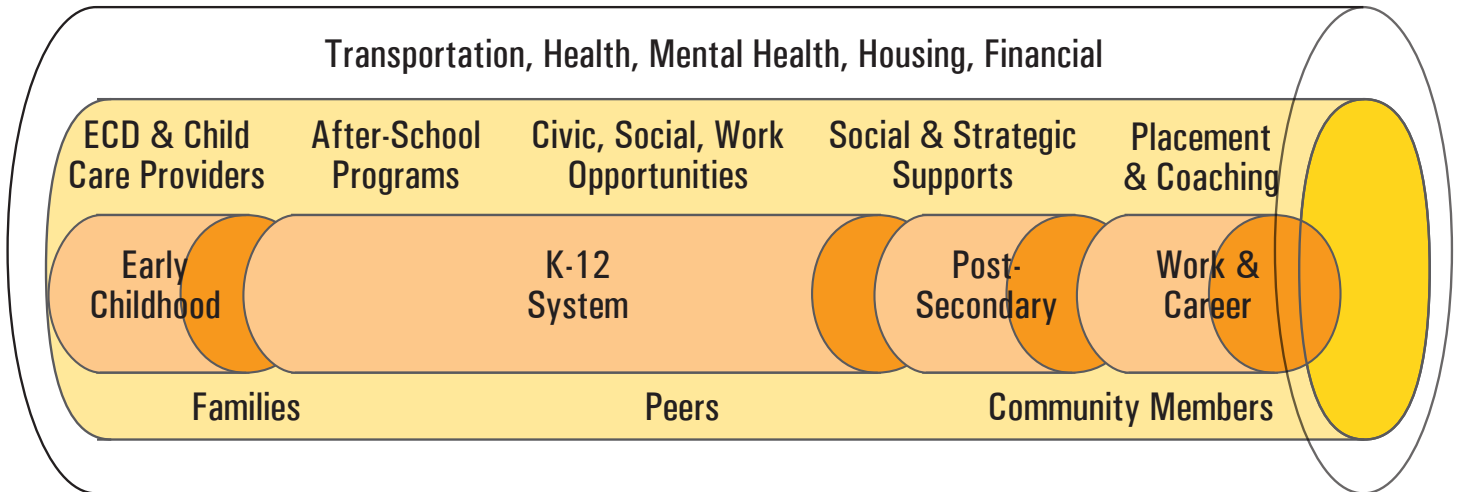 Transportation, Health, Mental Health, Housing, Financial
ECD & Child
Care Providers
After-School
Programs
Civic, Social, Work
Opportunities
Social & Strategic
Supports
Placement
& Coaching
Early
Childhood
K-12
System
Post-
Secondary
Work &
Career
Families
Peers
Community Members